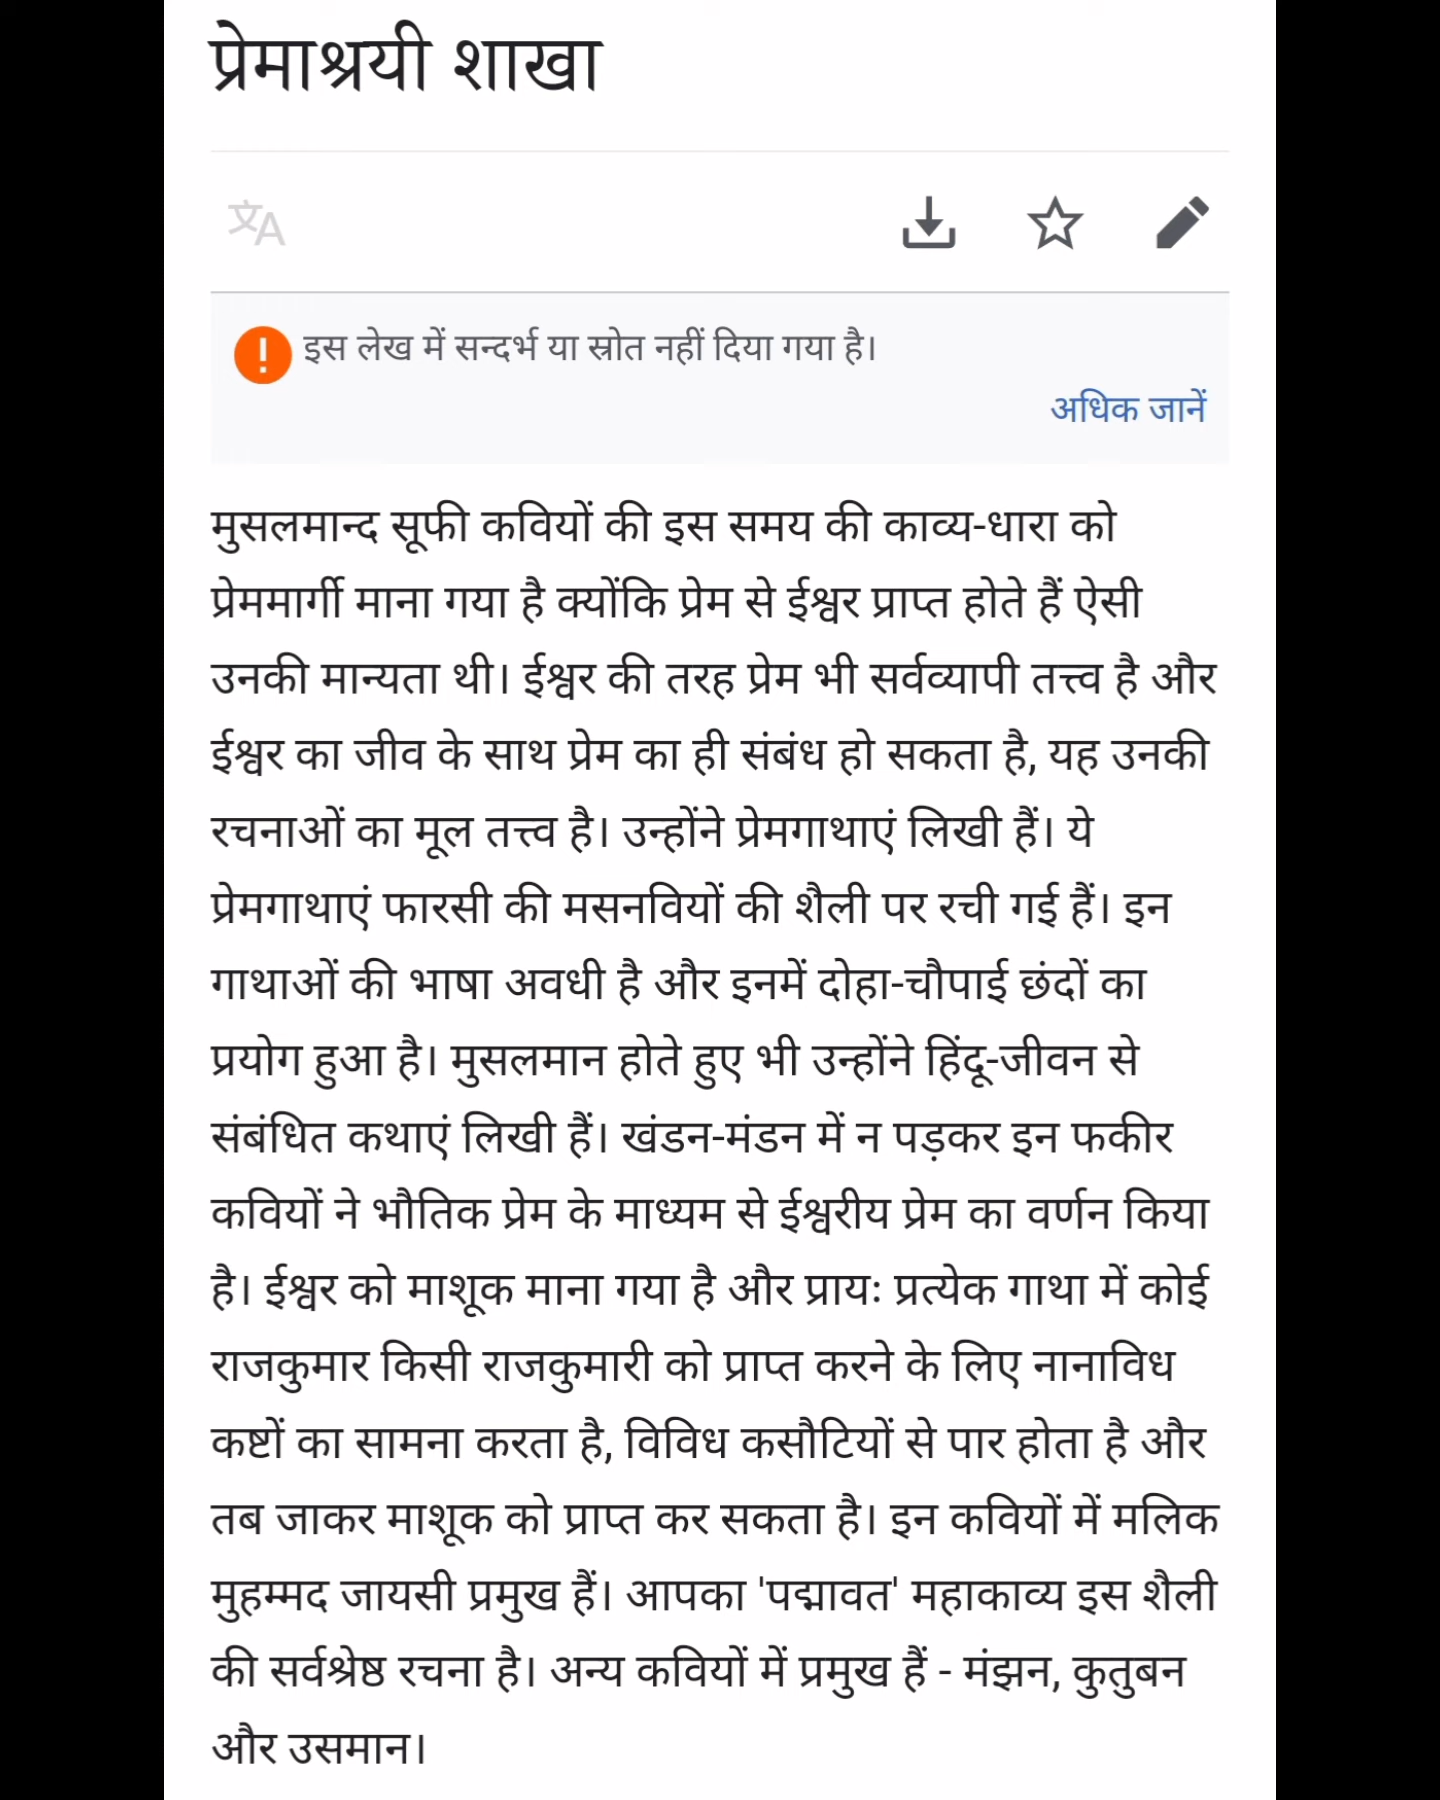 प्रेमाश्रयी शाखा
इस लेख में सन्दर्भ या स्रोत नहीं दिया गया है।
अधिक जानें
मुसलमान्द सूफी कवियों की इस समय की काव्य-धारा को
प्रेममार्गी माना गया है क्योंकि प्रेम से ईश्वर प्राप्त होते हैं ऐसी
उनकी मान्यता थी। ईश्वर की तरह प्रेम भी सर्वव्यापी तत्त्व है और
ईश्वर का जीव के साथ प्रेम का ही संबंध हो सकता है, यह उनकी
रचनाओं का मूल तत्त्व है। उन्होंने प्रेमगाथाएं लिखी हैं। ये
प्रेमगाथाएं फारसी की मसनवियों की शैली पर रची गई हैं। इन
गाथाओं की भाषा अवधी है और इनमें दोहा-चौपाई छंदों का
प्रयोग हुआ है। मुसलमान होते हुए भी उन्होंने हिंदू-जीवन से
संबंधित कथाएं लिखी हैं। खंडन-मंडन में न पड़कर इन फकीर
कवियों ने भौतिक प्रेम के माध्यम से ईश्वरीय प्रेम का वर्णन किया
है। ईश्वर को माशूक माना गया है और प्रायः प्रत्येक गाथा में कोई
राजकुमार किसी राजकुमारी को प्राप्त करने के लिए नानाविध
कष्टों का सामना करता है, विविध कसौटियों से पार होता है और
तब जाकर माशूक को प्राप्त कर सकता है। इन कवियों में मलिक
मुहम्मद जायसी प्रमुख हैं। आपका 'पद्मावत' महाकाव्य इस शैली
की सर्वश्रेष्ठ रचना है। अन्य कवियों में प्रमुख हैं - मंझन, कुतुबन
और उसमान।